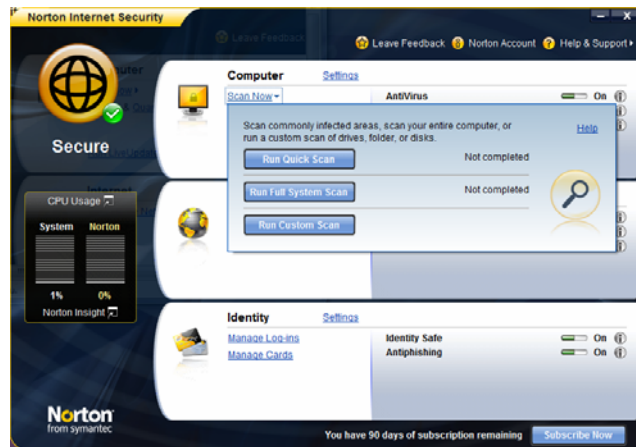 Norton Internet Security
Leave Feedback
Leave Feedback Norton Account Help & Support
Secure
CPU Usage
System Norton
1% 0%
Norton Insight
Computer Settings
Scan Now
AntiVirus On
Scan commonly infected areas, scan your entire computer, or
run a custom scan of drives, folder, or disks.
Help
Run Quick Scan Not completed
Run Full System Scan Not completed
Run Custom Scan
Identity Settings
Manage Log-ins
Manage Cards
Identity Safe On
Antiphishing On
Norton
from symantec
You have 90 days of subscription remaining Subscribe Now